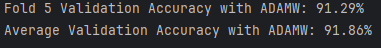 Fold 5 Validation Accuracy with ADAMW: 91.29%
Average Validation Accuracy with ADAMW: 91.86%